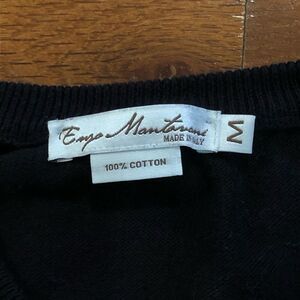 Enzo Mantovani
MADE IN ITALY
M
100% COTTON